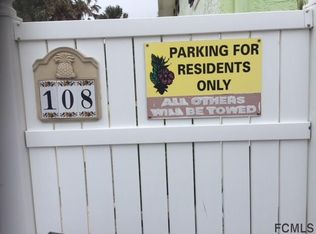 108
PARKING FOR
RESIDENTS
ONLY
ALL OTHERS
WILL BE TOWED
FCMLS